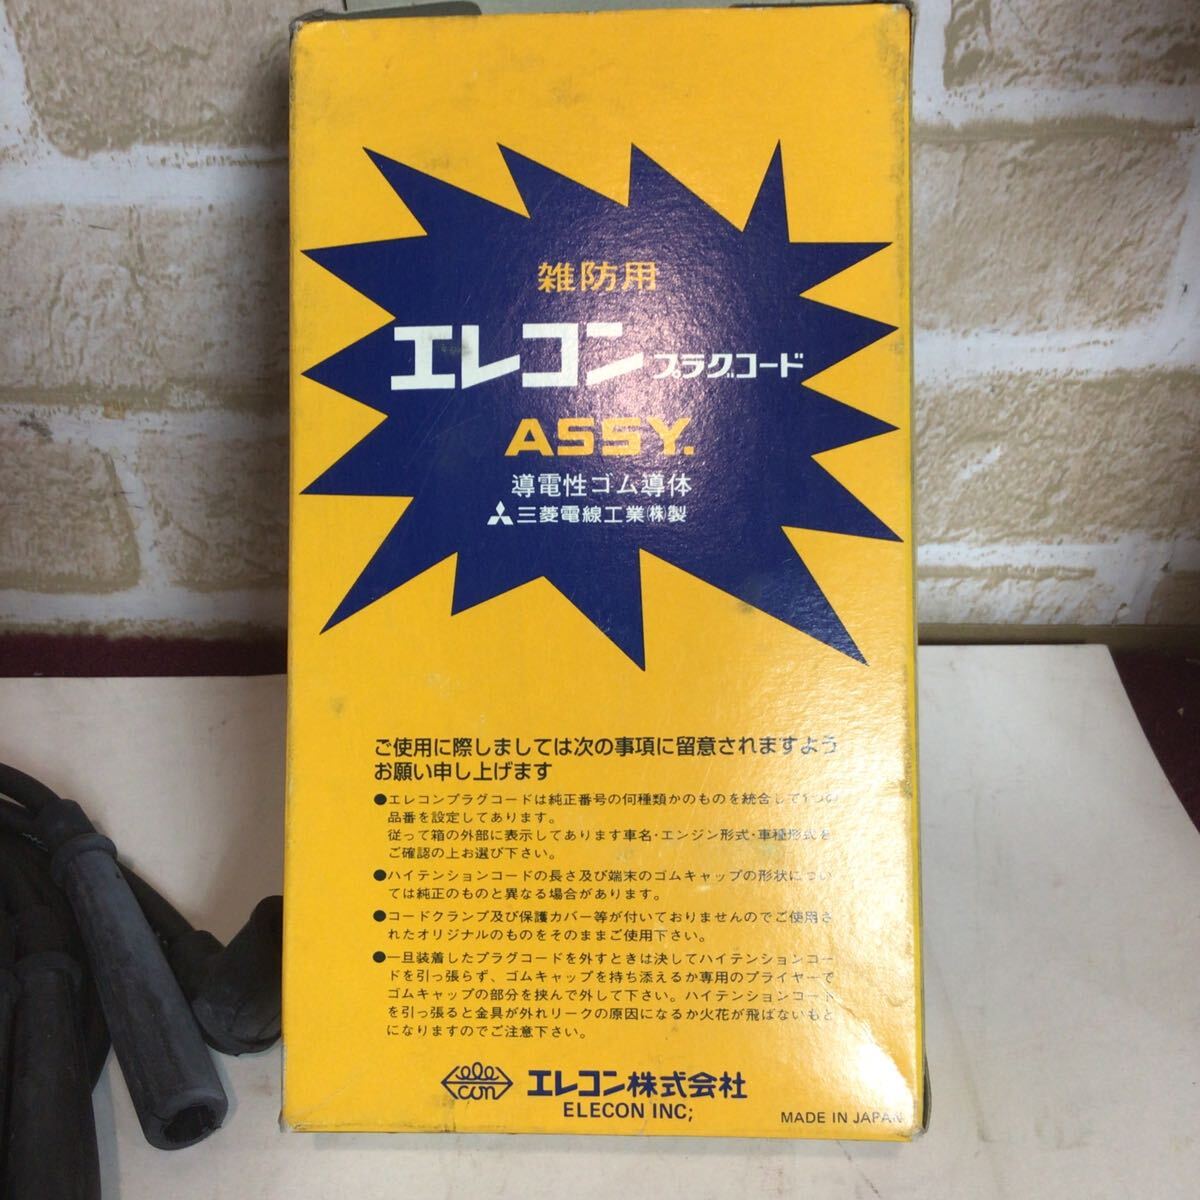 雑防用
エレコン プラグコード
ASSY.
導電性ゴム導体
三菱電線工業㈱製
ご使用に際しましては次の事項に留意されますよう
お願い申し上げます
●エレコンプラグコードは純正番号の何種類かのものを統合して1つの
品番を設定してあります。
従って箱の外部に表示してあります車名・エンジン形式・車種形式を
ご確認の上お選び下さい。
●ハイテンションコードの長さ及び端末のゴムキャップの形状につい
ては純正のものと異なる場合があります。
●コードクランプ及び保護カバー等が付いておりませんのでご使用さ
れたオリジナルのものをそのままご使用下さい。
●一旦装着したプラグコードを外すときは決してハイテンションコー
ドを引っ張らず、ゴムキャップを持ち添えるか専用のプライヤーで
ゴムキャップの部分を挟んで外して下さい。ハイテンションコード
を引っ張ると金具が外れリークの原因になるか火花が飛ばないもと
になりますのでご注意下さい。
ele con エレコン株式会社
ELECON INC;
MADE IN JAPAN